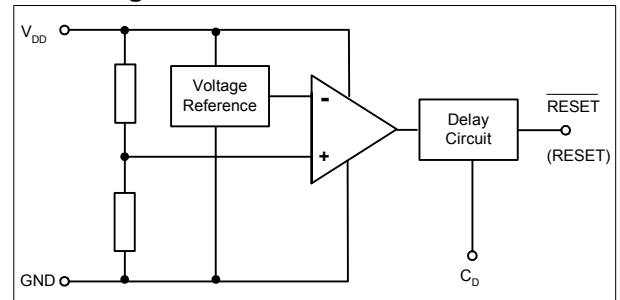 V_DD
Voltage
Reference
-
+
Delay
Circuit
RESET
(RESET)
GND
C_D